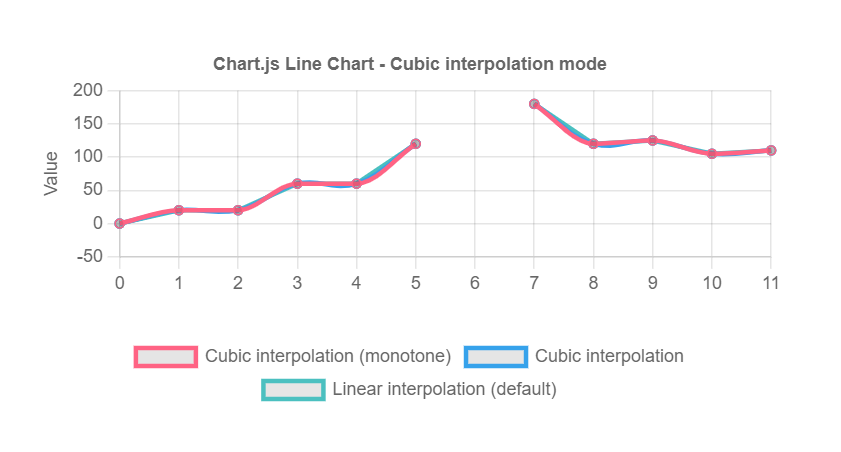 Chart.js Line Chart - Cubic interpolation mode
200
150
100
50
0
-50
Value
0 1 2 3 4 5 6 7 8 9 10 11
Cubic interpolation (monotone) Cubic interpolation
Linear interpolation (default)